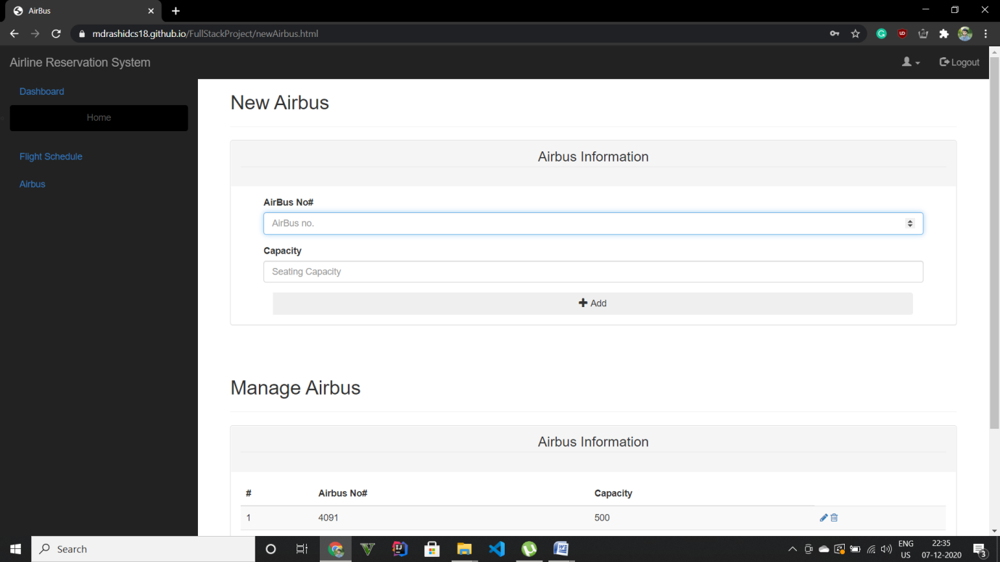 AirBus
mdrashidcs18.github.io/FullStackProject/newAirbus.html
Airline Reservation System
Logout
Dashboard
Home
Flight Schedule
Airbus
New Airbus
Airbus Information
AirBus No#
AirBus no.
Capacity
Seating Capacity
Add
Manage Airbus
Airbus Information
# Airbus No# Capacity
1 4091 500
Search
ENG
US
22:35
07-12-2020
3